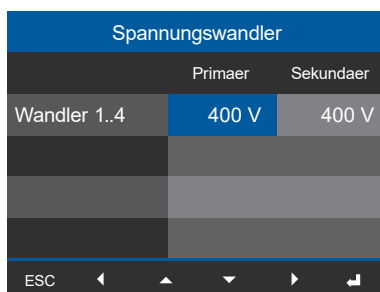 Spannungswandler
Primaer Sekundaer
Wandler 1..4 400 V 400 V
ESC